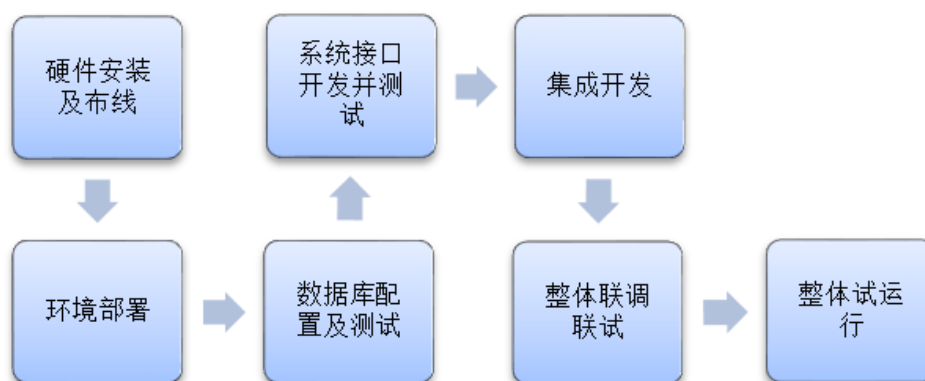 硬件安装
及布线
环境部署
数据库配
置及测试
系统接口
开发并测
试
集成开发
整体联调
联试
整体试运
行